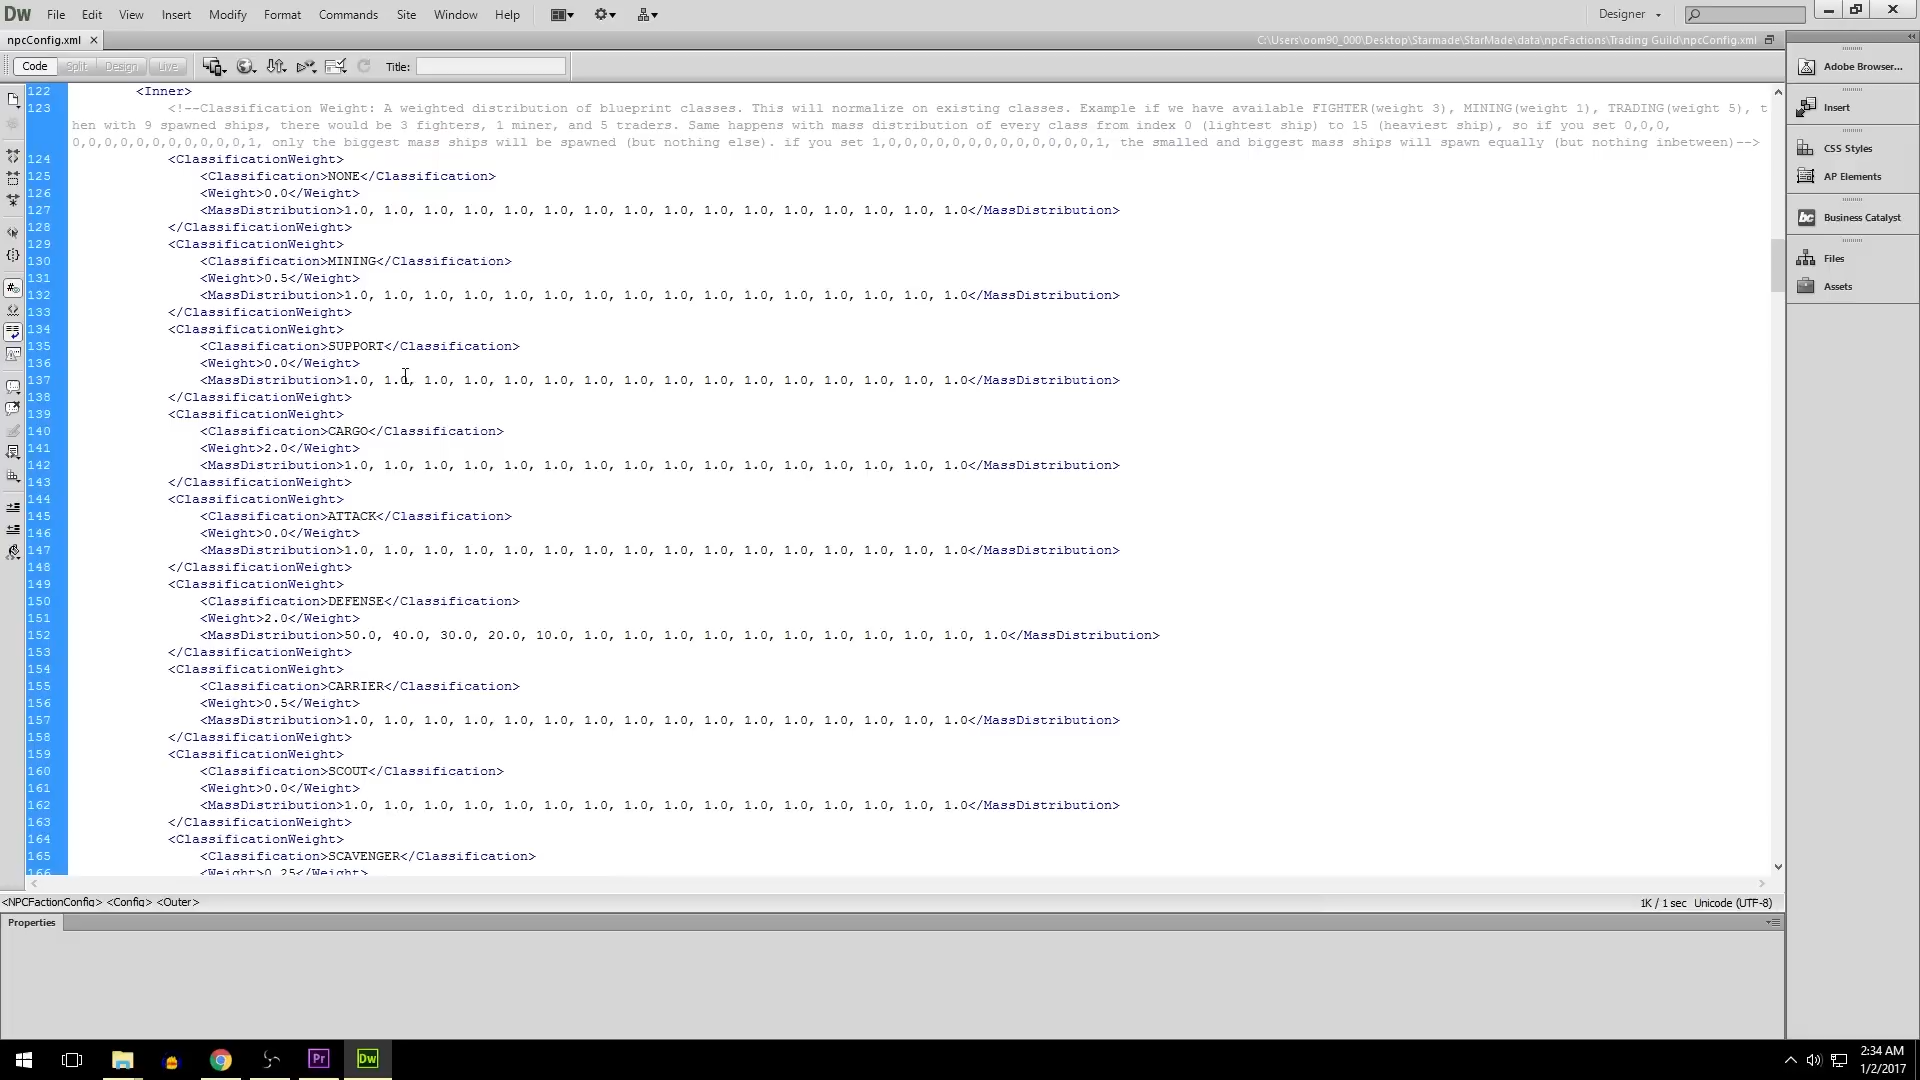 Dw File Edit View Insert Modify Format Commands Site Window Help Designer
npcConfig.xml × C:\Users\oom90_000\Desktop\Starmade\StarMade\data\npcFactions\Trading Guild\npcConfig.xml
Code Split Design Live Title:
122 <Inner>
123 <!--Classification Weight: A weighted distribution of blueprint classes. This will normalize on existing classes. Example if we have available FIGHTER(weight 3), MINING(weight 1), TRADING(weight 5), t
hen with 9 spawned ships, there would be 3 fighters, 1 miner, and 5 traders. Same happens with mass distribution of every class from index 0 (lightest ship) to 15 (heaviest ship), so if you set 0,0,0,
0,0,0,0,0,0,0,0,0,0,0,0,1, only the biggest mass ships will be spawned (but nothing else). if you set 1,0,0,0,0,0,0,0,0,0,0,0,0,0,0,1, the smalled and biggest mass ships will spawn equally (but nothing inbetween)-->
124 <ClassificationWeight>
125 <Classification>NONE</Classification>
126 <Weight>0.0</Weight>
127 <MassDistribution>1.0, 1.0, 1.0, 1.0, 1.0, 1.0, 1.0, 1.0, 1.0, 1.0, 1.0, 1.0, 1.0, 1.0, 1.0, 1.0</MassDistribution>
128 </ClassificationWeight>
129 <ClassificationWeight>
130 <Classification>MINING</Classification>
131 <Weight>0.5</Weight>
132 <MassDistribution>1.0, 1.0, 1.0, 1.0, 1.0, 1.0, 1.0, 1.0, 1.0, 1.0, 1.0, 1.0, 1.0, 1.0, 1.0, 1.0</MassDistribution>
133 </ClassificationWeight>
134 <ClassificationWeight>
135 <Classification>SUPPORT</Classification>
136 <Weight>0.0</Weight>
137 <MassDistribution>1.0, 1.0, 1.0, 1.0, 1.0, 1.0, 1.0, 1.0, 1.0, 1.0, 1.0, 1.0, 1.0, 1.0, 1.0, 1.0</MassDistribution>
138 </ClassificationWeight>
139 <ClassificationWeight>
140 <Classification>CARGO</Classification>
141 <Weight>2.0</Weight>
142 <MassDistribution>1.0, 1.0, 1.0, 1.0, 1.0, 1.0, 1.0, 1.0, 1.0, 1.0, 1.0, 1.0, 1.0, 1.0, 1.0, 1.0</MassDistribution>
143 </ClassificationWeight>
144 <ClassificationWeight>
145 <Classification>ATTACK</Classification>
146 <Weight>0.0</Weight>
147 <MassDistribution>1.0, 1.0, 1.0, 1.0, 1.0, 1.0, 1.0, 1.0, 1.0, 1.0, 1.0, 1.0, 1.0, 1.0, 1.0, 1.0</MassDistribution>
148 </ClassificationWeight>
149 <ClassificationWeight>
150 <Classification>DEFENSE</Classification>
151 <Weight>2.0</Weight>
152 <MassDistribution>50.0, 40.0, 30.0, 20.0, 10.0, 1.0, 1.0, 1.0, 1.0, 1.0, 1.0, 1.0, 1.0, 1.0, 1.0, 1.0</MassDistribution>
153 </ClassificationWeight>
154 <ClassificationWeight>
155 <Classification>CARRIER</Classification>
156 <Weight>0.5</Weight>
157 <MassDistribution>1.0, 1.0, 1.0, 1.0, 1.0, 1.0, 1.0, 1.0, 1.0, 1.0, 1.0, 1.0, 1.0, 1.0, 1.0, 1.0</MassDistribution>
158 </ClassificationWeight>
159 <ClassificationWeight>
160 <Classification>SCOUT</Classification>
161 <Weight>0.0</Weight>
162 <MassDistribution>1.0, 1.0, 1.0, 1.0, 1.0, 1.0, 1.0, 1.0, 1.0, 1.0, 1.0, 1.0, 1.0, 1.0, 1.0, 1.0</MassDistribution>
163 </ClassificationWeight>
164 <ClassificationWeight>
165 <Classification>SCAVENGER</Classification>
166 <Weight>0.25</Weight>
<NPCFactionConfig> <Config> <Outer> 1K / 1 sec Unicode (UTF-8)
Properties
Adobe Browser...
Insert
CSS Styles
AP Elements
bc Business Catalyst
Files
Assets
Pr Dw
2:34 AM
1/2/2017